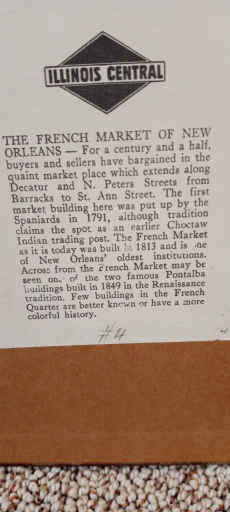 ILLINOIS CENTRAL
THE FRENCH MARKET OF NEW
ORLEANS — For a century and a half,
buyers and sellers have bargained in the
quaint market place which extends along
Decatur and N. Peters Streets from
Barracks to St. Ann Street. The first
market building here was put up by the
Spaniards in 1791, although tradition
claims the spot as an earlier Choctaw
Indian trading post. The French Market
as it is today was built in 1813 and is one
of New Orleans' oldest institutions.
Across from the French Market may be
seen one of the two famous Pontalba
buildings built in 1849 in the Renaissance
tradition. Few buildings in the French
Quarter are better known or have a more
colorful history.
#4